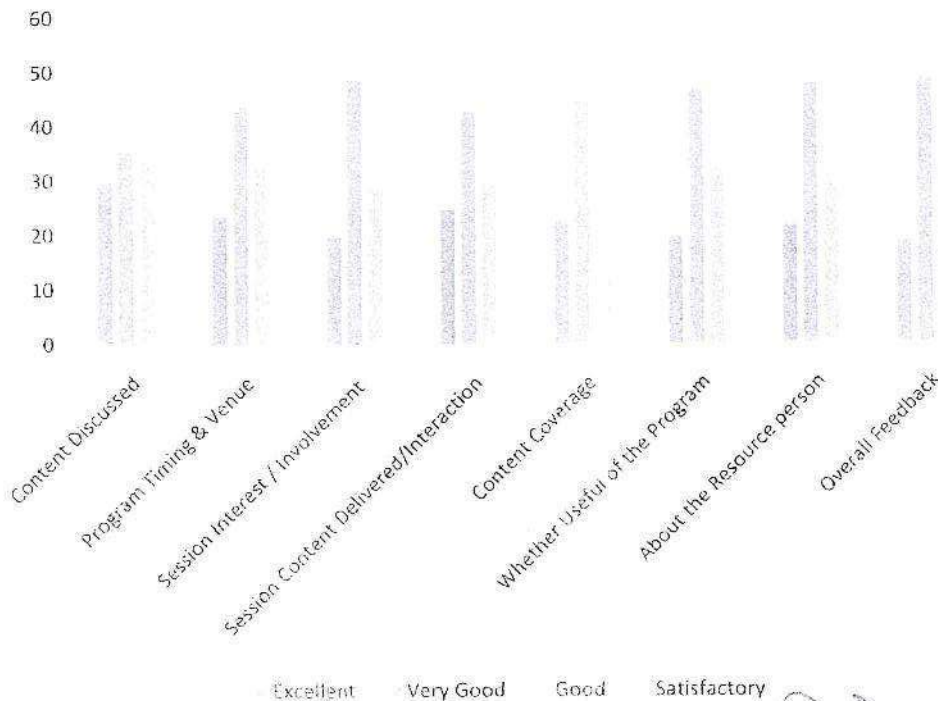 60
50
40
30
20
10
0
Content Discussed
Program Timing & Venue
Session Interest / Involvement
Session Content Delivered/Interaction
Content Coverage
Whether Useful of the Program
About the Resource person
Overall Feedback
Excellent Very Good Good Satisfactory